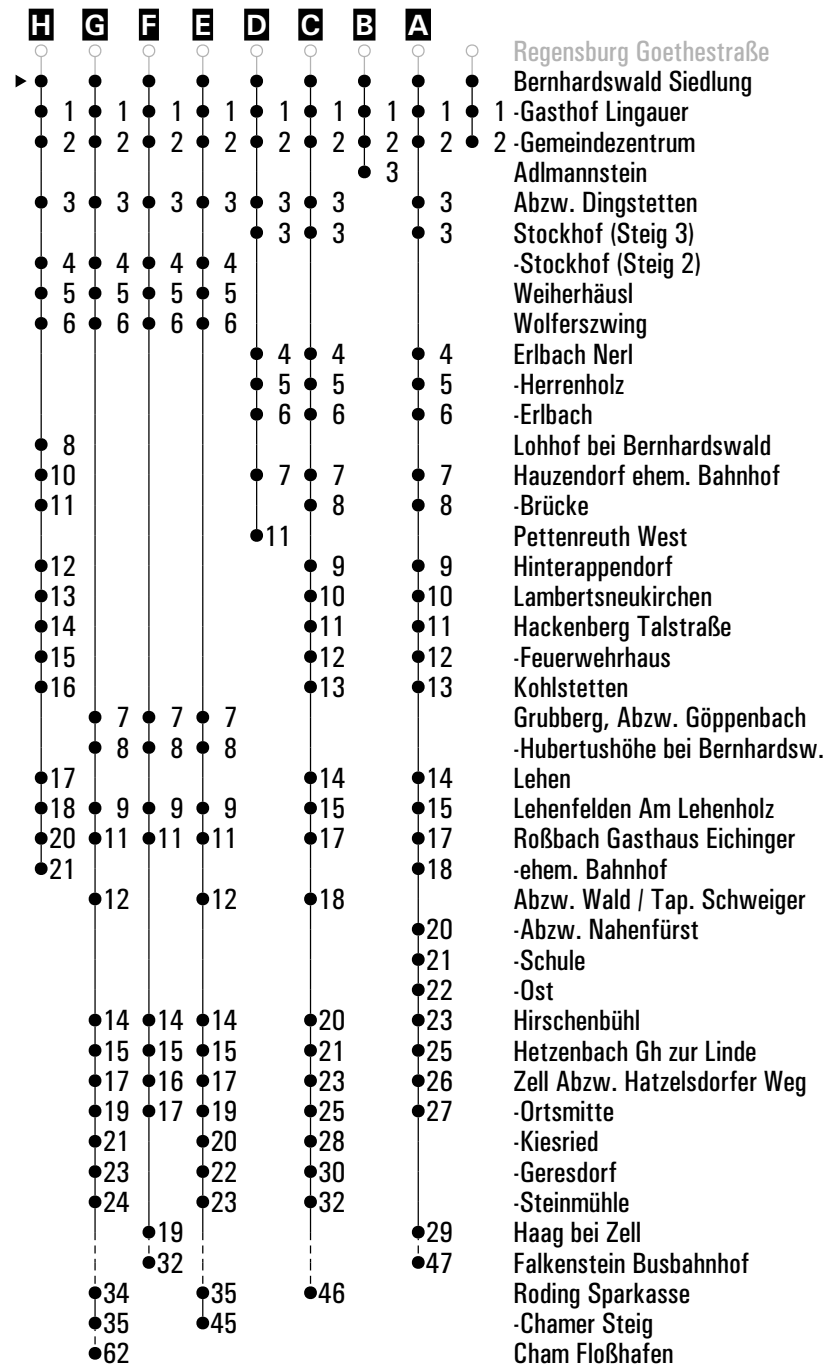 H G F E D C B A
Regensburg Goethestraße
Bernhardswald Siedlung
1 1 1 1 1 1 1 1 1 -Gasthof Lingauer
2 2 2 2 2 2 2 2 2 -Gemeindezentrum
3 Adlmannstein
3 3 3 3 3 3 3 Abzw. Dingstetten
3 3 3 Stockhof (Steig 3)
4 4 4 4 -Stockhof (Steig 2)
5 5 5 5 Weiherhäusl
6 6 6 6 Wolferszwing
4 4 4 Erlbach Nerl
5 5 5 -Herrenholz
6 6 6 -Erlbach
8 Lohhof bei Bernhardswald
10 7 7 7 Hauzendorf ehem. Bahnhof
11 8 8 -Brücke
11 Pettenreuth West
12 9 9 Hinterappendorf
13 10 10 Lambertsneukirchen
14 11 11 Hackenberg Talstraße
15 12 12 -Feuerwehrhaus
16 13 13 Kohlstetten
7 7 7 Grubberg, Abzw. Göppenbach
8 8 8 -Hubertushöhe bei Bernhardsw.
17 14 14 Lehen
18 9 9 9 15 15 Lehenfelden Am Lehenholz
20 11 11 11 17 17 Roßbach Gasthaus Eichinger
21 18 -ehem. Bahnhof
12 12 18 Abzw. Wald / Tap. Schweiger
20 -Abzw. Nahenfürst
21 -Schule
22 -Ost
14 14 14 20 23 Hirschenbühl
15 15 15 21 25 Hetzenbach Gh zur Linde
17 16 17 23 26 Zell Abzw. Hatzelsdorfer Weg
19 17 19 25 27 -Ortsmitte
21 20 28 -Kiesried
23 22 30 -Geresdorf
24 23 32 -Steinmühle
19 29 Haag bei Zell
32 47 Falkenstein Busbahnhof
34 35 46 Roding Sparkasse
35 45 -Chamer Steig
62 Cham Floßhafen